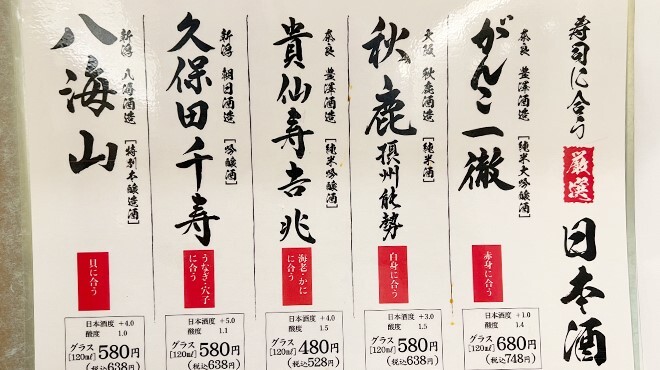 寿司に合う
厳選
日本酒
がんこ一徹
奈良 豊澤酒造 [純米大吟醸酒]
赤身に合う
日本酒度 +1.0
酸度 1.4
グラス
[120㎖] 680円
(税込748円)
秋鹿 摂州能勢
大阪 秋鹿酒造 [純米酒]
白身に合う
日本酒度 +3.0
酸度 1.5
グラス
[120㎖] 580円
(税込638円)
貴仙寿吉兆
奈良 豊澤酒造 [純米吟醸酒]
海老・かに
に合う
日本酒度 +4.0
酸度 1.5
グラス
[120㎖] 480円
(税込528円)
久保田千寿
新潟 朝日酒造 [吟醸酒]
うなぎ・穴子
に合う
日本酒度 +5.0
酸度 1.1
グラス
[120㎖] 580円
(税込638円)
八海山
新潟 八海酒造 [特別本醸造酒]
貝に合う
日本酒度 +4.0
酸度 1.0
グラス
[120㎖] 580円
(税込638円)